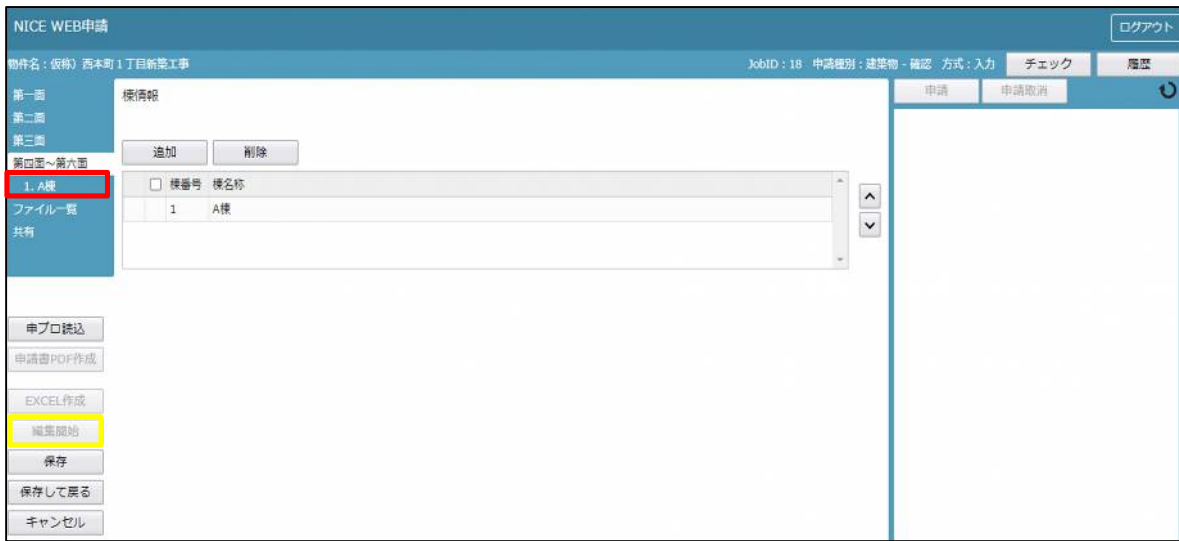 NICE WEB申請
ログアウト
物件名：仮称）西本町１丁目新築工事
JobID：18 申請種別：建築物 - 確認 方式：入力
チェック
履歴
第一面
第二面
第三面
第四面～第六面
1. A棟
ファイル一覧
共有
棟情報
追加
削除
棟番号 棟名称
1 A棟
申請
申請取消
申プロ読込
申請書PDF作成
EXCEL作成
編集開始
保存
保存して戻る
キャンセル